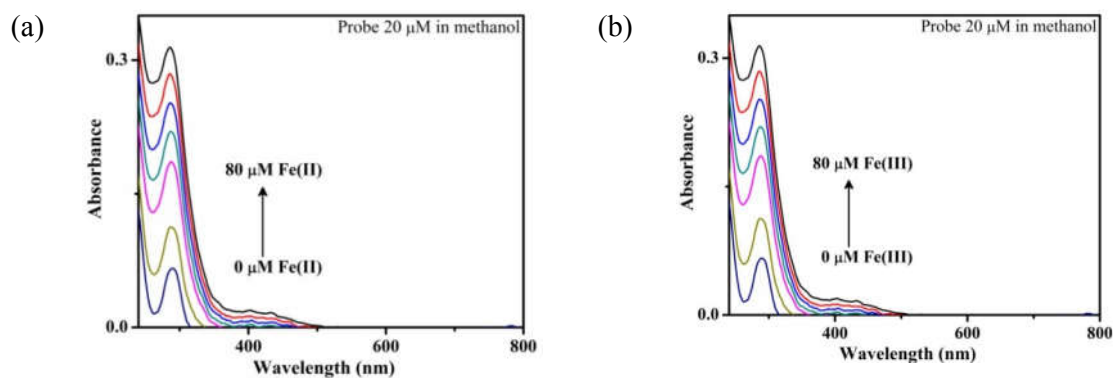 (a)
Probe 20 μM in methanol
0.3
Absorbance
80 μM Fe(II)
0 μM Fe(II)
0.0
400
600
800
Wavelength (nm)
(b)
Probe 20 μM in methanol
0.3
Absorbance
80 μM Fe(III)
0 μM Fe(III)
0.0
400
600
800
Wavelength (nm)